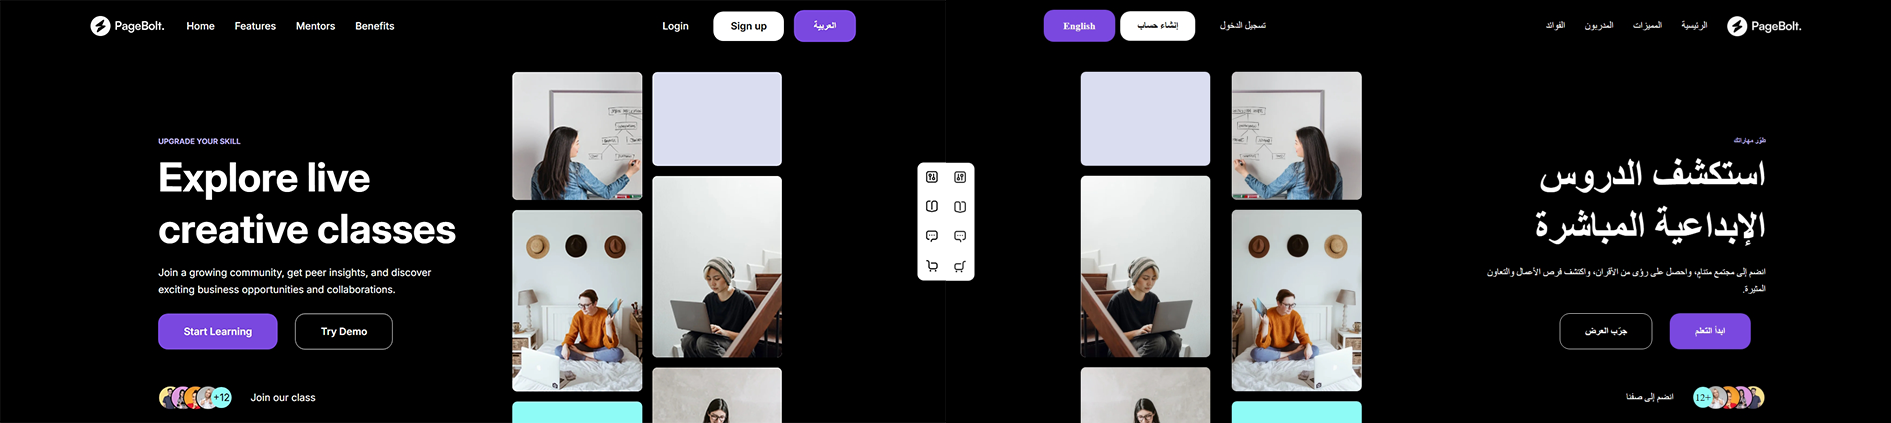 PageBolt.
Home
Features
Mentors
Benefits
Login
Sign up
العربية
UPGRADE YOUR SKILL
Explore live
creative classes
Join a growing community, get peer insights, and discover
exciting business opportunities and collaborations.
Start Learning
Try Demo
+12
Join our class
PageBolt.
الرئيسية
المميزات
المدربون
الفوائد
تسجيل الدخول
إنشاء حساب
English
طوّر مهاراتك
استكشف الدروس
الإبداعية المباشرة
انضم إلى مجتمع متنامٍ، واحصل على رؤى من الأقران، واكتشف فرص الأعمال والتعاون
المثيرة.
ابدأ التعلم
جرّب العرض
12+
انضم إلى صفنا